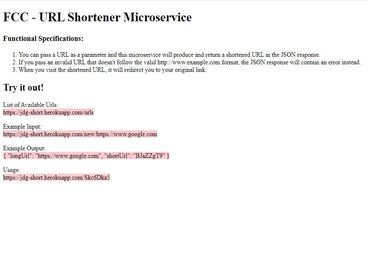 FCC - URL Shortener Microservice
Functional Specifications:
1. You can pass a URL as a parameter and this microservice will produce and return a shortened URL in the JSON response.
2. If you pass an invalid URL that doesn't follow the valid http://www.example.com format, the JSON response will contain an error instead.
3. When you visit the shortened URL, it will redirect you to your original link.
Try it out!
List of Available Urls:
https://jdg-short.herokuapp.com/urls
Example Input:
https://jdg-short.herokuapp.com/new/https://www.google.com
Example Output:
{ "longUrl": "https://www.google.com", "shortUrl": "BJaZZgT9" }
Usage:
https://jdg-short.herokuapp.com/Skc6Dka5